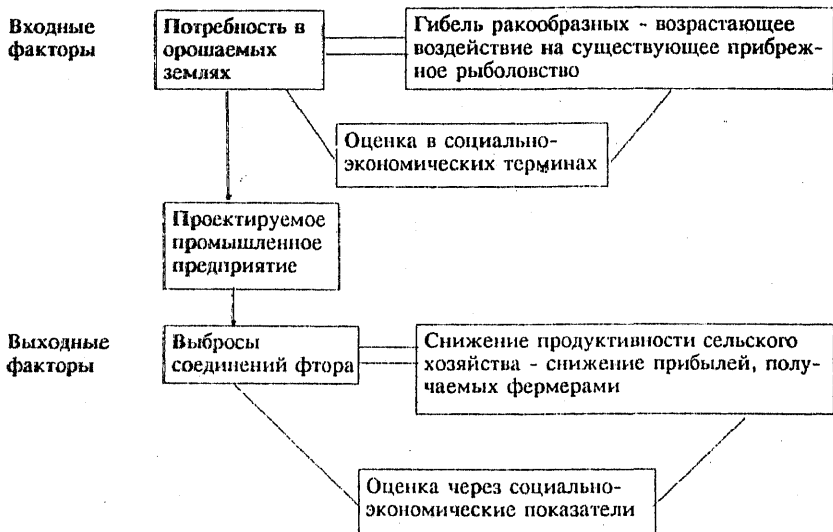 Входные
факторы
Потребность в
орошаемых
землях
Гибель ракообразных - возрастающее
воздействие на существующее прибреж-
ное рыболовство
Оценка в социально-
экономических терминах
Проектируемое
промышленное
предприятие
Выходные
факторы
Выбросы
соединений фтора
Снижение продуктивности сельского
хозяйства - снижение прибылей, полу-
чаемых фермерами
Оценка через социально-
экономические показатели